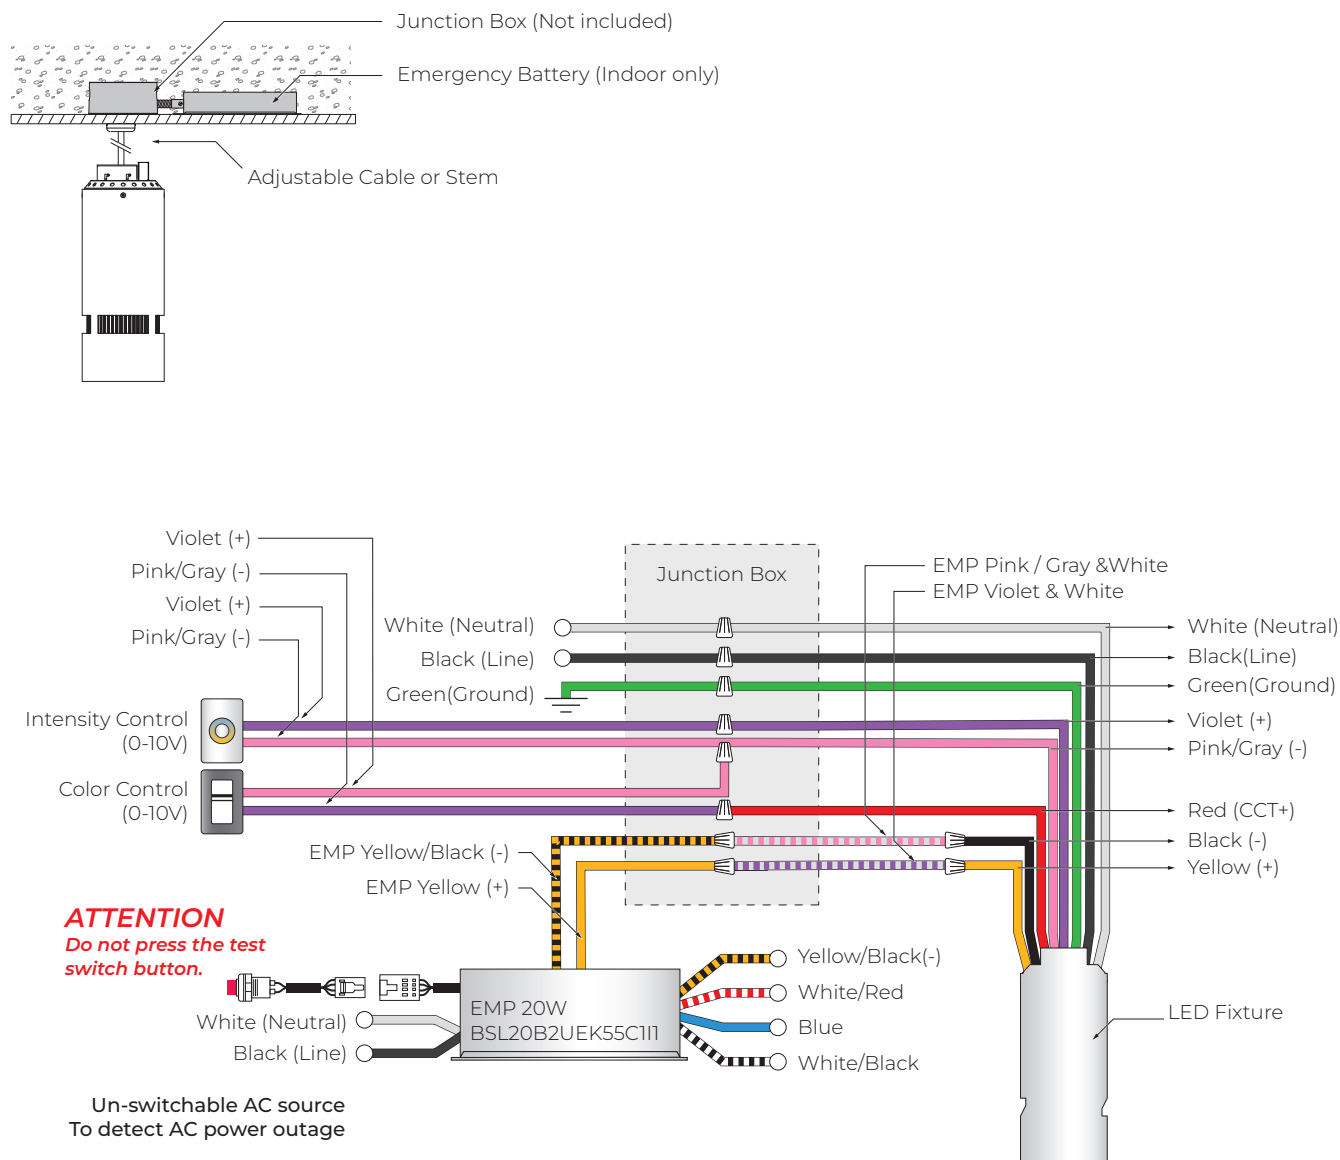 Junction Box (Not included)
Emergency Battery (Indoor only)
Adjustable Cable or Stem
Violet (+)
Pink/Gray (-)
Violet (+)
Pink/Gray (-)
Junction Box
EMP Pink / Gray &White
EMP Violet & White
White (Neutral)
Black (Line)
Green(Ground)
White (Neutral)
Black(Line)
Green(Ground)
Violet (+)
Pink/Gray (-)
Intensity Control
(0-10V)
Color Control
(0-10V)
Red (CCT+)
Black (-)
Yellow (+)
EMP Yellow/Black (-)
EMP Yellow (+)
ATTENTION
Do not press the test
switch button.
White (Neutral)
Black (Line)
EMP 20W
BSL20B2UEK55C1I1
Yellow/Black(-)
White/Red
Blue
White/Black
LED Fixture
Un-switchable AC source
To detect AC power outage